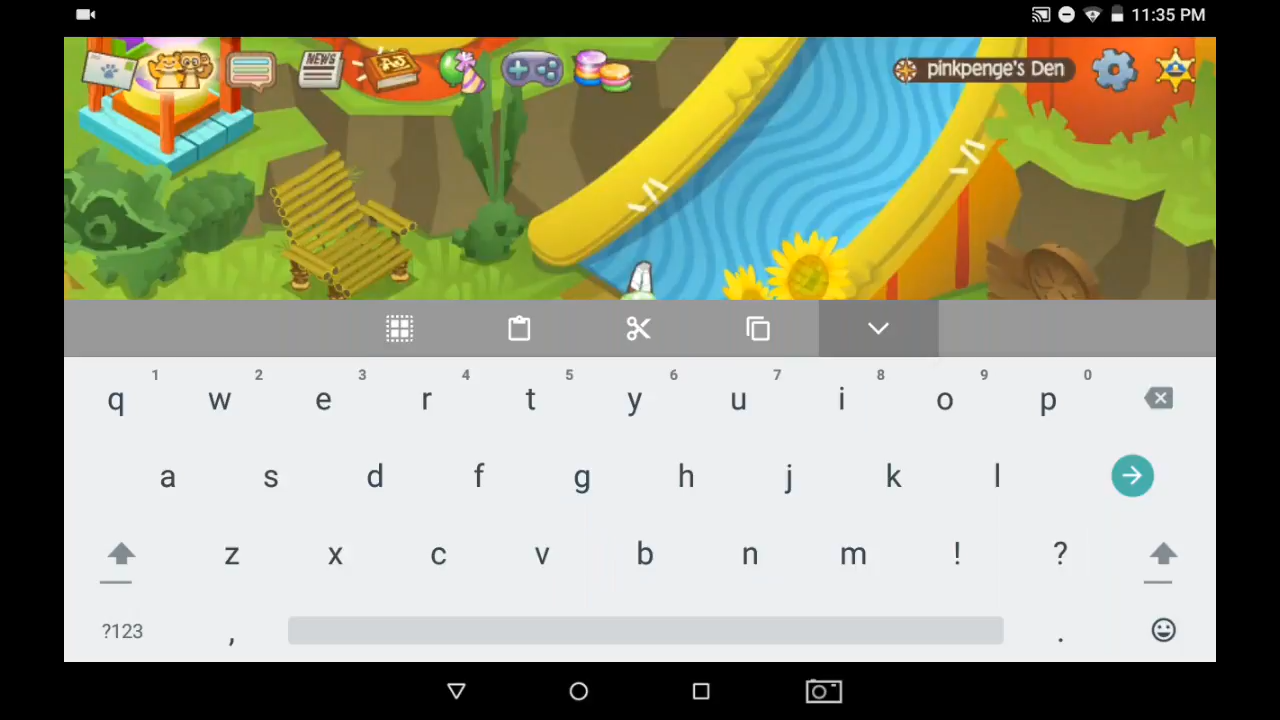 11:35 PM
NEWS
AJ
pinkpenge's Den
1 2 3 4 5 6 7 8 9 0
q w e r t y u i o p
a s d f g h j k l
z x c v b n m ! ?
?123 , .